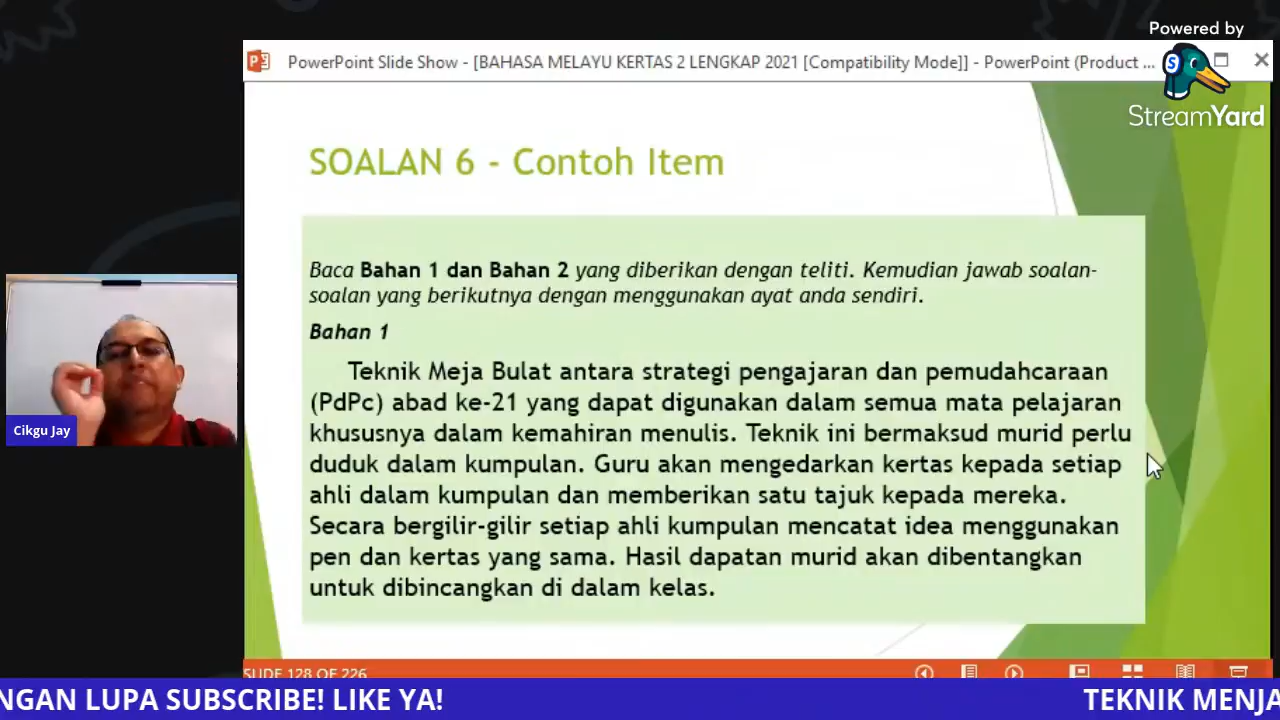 Powered by
PowerPoint Slide Show - [BAHASA MELAYU KERTAS 2 LENGKAP 2021 [Compatibility Mode]] - PowerPoint (Product ...
StreamYard
SOALAN 6 - Contoh Item
Baca Bahan 1 dan Bahan 2 yang diberikan dengan teliti. Kemudian jawab soalan-
soalan yang berikutnya dengan menggunakan ayat anda sendiri.
Bahan 1
Teknik Meja Bulat antara strategi pengajaran dan pemudahcaraan
(PdPc) abad ke-21 yang dapat digunakan dalam semua mata pelajaran
khususnya dalam kemahiran menulis. Teknik ini bermaksud murid perlu
duduk dalam kumpulan. Guru akan mengedarkan kertas kepada setiap
ahli dalam kumpulan dan memberikan satu tajuk kepada mereka.
Secara bergilir-gilir setiap ahli kumpulan mencatat idea menggunakan
pen dan kertas yang sama. Hasil dapatan murid akan dibentangkan
untuk dibincangkan di dalam kelas.
Cikgu Jay
SLIDE 128 OF 226
NGAN LUPA SUBSCRIBE! LIKE YA! TEKNIK MENJA